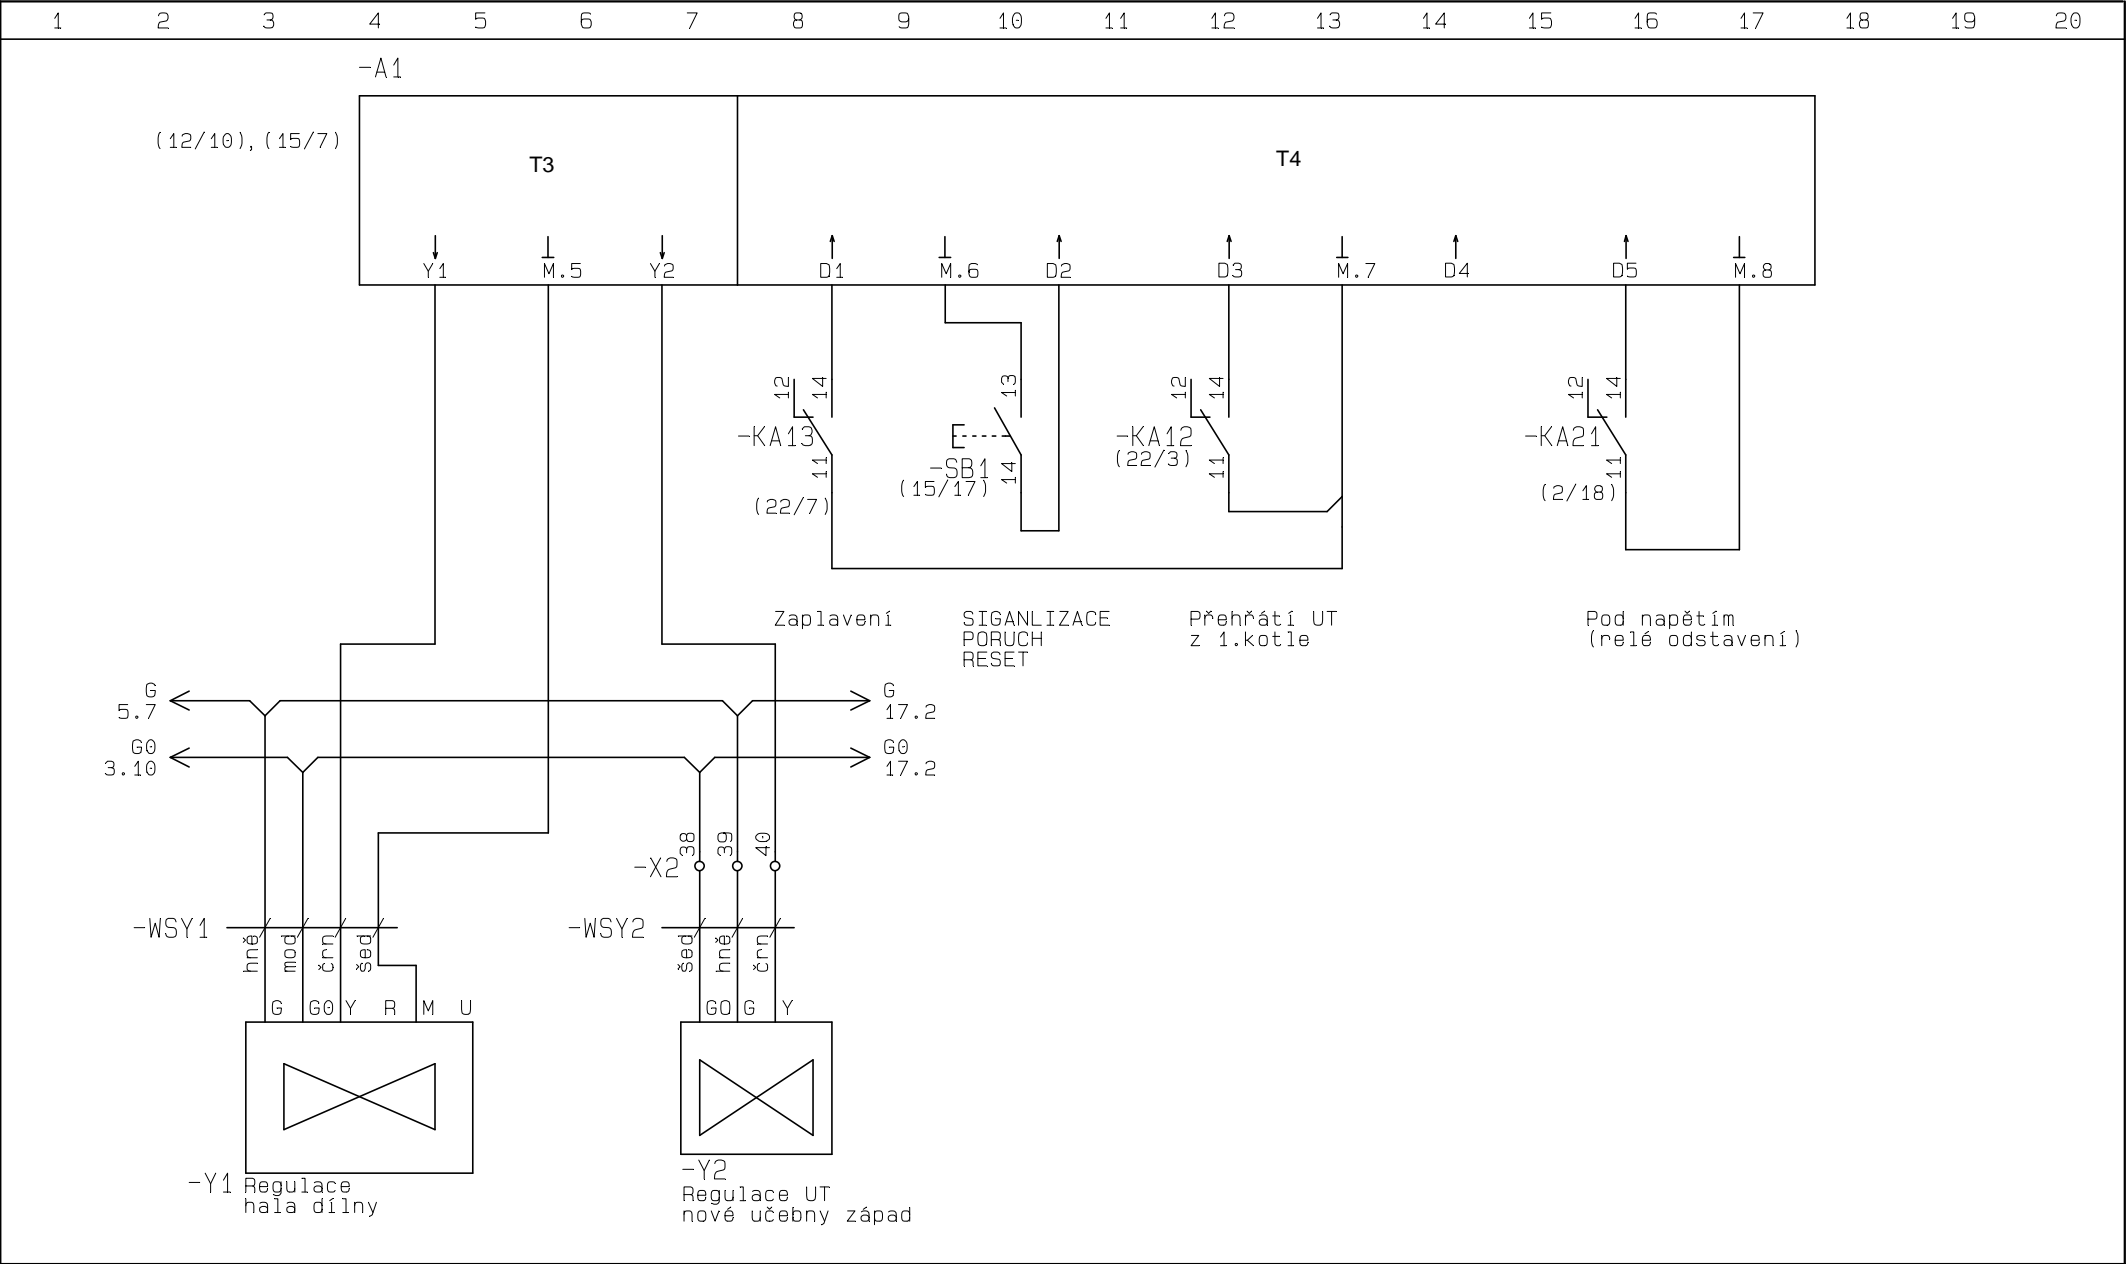 1 2 3 4 5 6 7 8 9 10 11 12 13 14 15 16 17 18 19 20
-A1
(12/10),(15/7)
T3
T4
Y1 M.5 Y2 D1 M.6 D2 D3 M.7 D4 D5 M.8
12 14 13 12 14 12 14
-KA13
11
(22/7)
-SB1
14
(15/17)
-KA12
(22/3)
11
-KA21
11
(2/18)
Zaplavení
SIGANLIZACE
PORUCH
RESET
Přehřátí UT
z 1.kotle
Pod napětím
(relé odstavení)
G
5.7
G
17.2
G0
3.10
G0
17.2
-X2
38 39 40
-WSY1
hně mod črn šed
-WSY2
šed hně črn
G G0 Y R M U
GO G Y
-Y1
Regulace
hala dílny
-Y2
Regulace UT
nové učebny západ